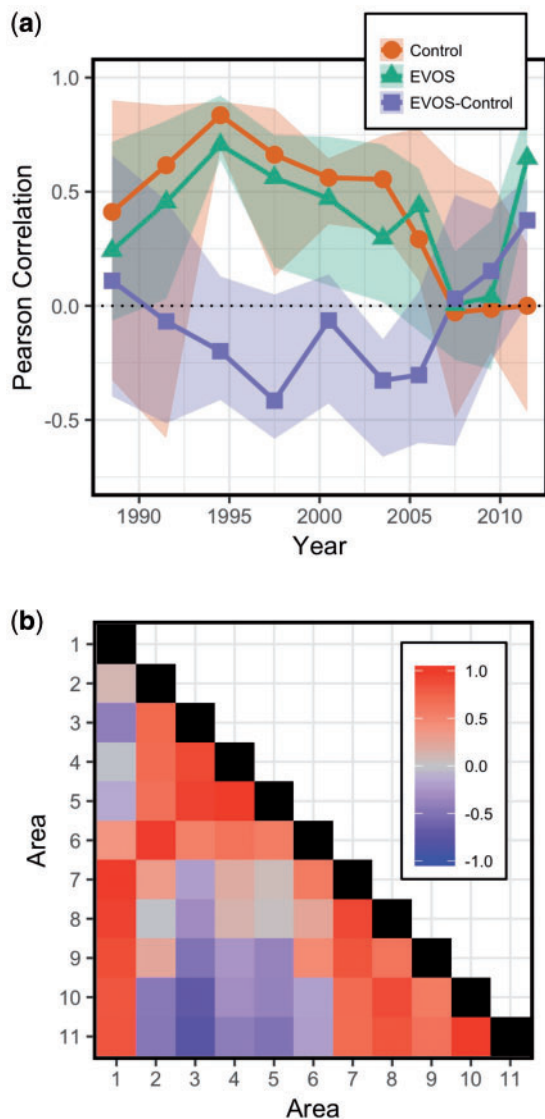 (a)
Control
EVOS
EVOS-Control
1.0
0.5
0.0
-0.5
Pearson Correlation
1990 1995 2000 2005 2010
Year
(b)
1
2
3
4
5
6
7
8
9
10
11
Area
1.0
0.5
0.0
-0.5
-1.0
1 2 3 4 5 6 7 8 9 10 11
Area